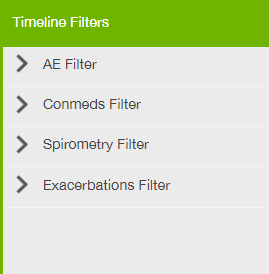 Timeline Filters
AE Filter
Conmeds Filter
Spirometry Filter
Exacerbations Filter